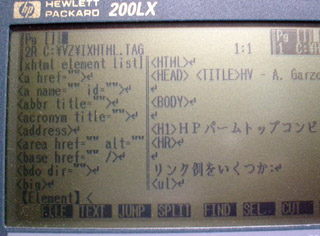 hp HEWLETT PACKARD 200LX
2R C:¥VZ¥IXHTML.TAG 1:1
[xhtml element list]
<a href="">
<a name="" id="">
<abbr title="">
<acronym title="">
<address>
<area href="" alt=""
<base href="" />
<bdo dir="">
<big>
<HTML>
<HEAD> <TITLE>HV - A. Garzo
<BODY>
<H1>HPパームトップコンピ
<HR>
リンク例をいくつか:
<ul>
【Element】<
FILE TEXT JUMP SPLIT FIND SEL. CUT